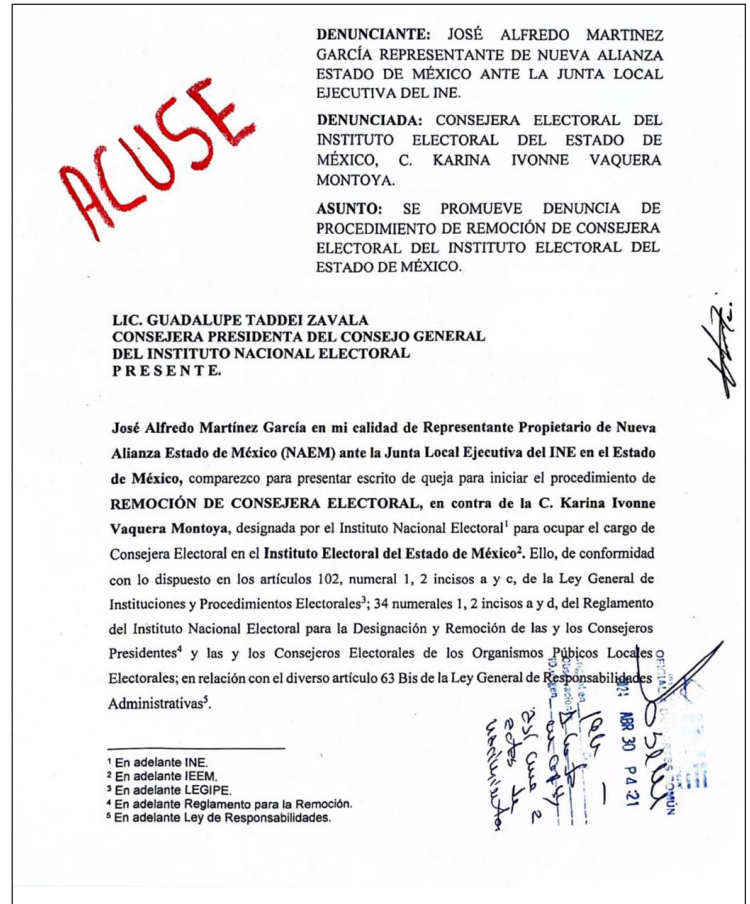 DENUNCIANTE: JOSÉ ALFREDO MARTINEZ
GARCÍA REPRESENTANTE DE NUEVA ALIANZA
ESTADO DE MÉXICO ANTE LA JUNTA LOCAL
EJECUTIVA DEL INE.
DENUNCIADA: CONSEJERA ELECTORAL DEL
INSTITUTO ELECTORAL DEL ESTADO DE
MÉXICO, C. KARINA IVONNE VAQUERA
MONTOYA.
ASUNTO: SE PROMUEVE DENUNCIA DE
PROCEDIMIENTO DE REMOCIÓN DE CONSEJERA
ELECTORAL DEL INSTITUTO ELECTORAL DEL
ESTADO DE MÉXICO.
ACUSE
LIC. GUADALUPE TADDEI ZAVALA
CONSEJERA PRESIDENTA DEL CONSEJO GENERAL
DEL INSTITUTO NACIONAL ELECTORAL
P R E S E N T E.
José Alfredo Martínez García en mi calidad de Representante Propietario de Nueva
Alianza Estado de México (NAEM) ante la Junta Local Ejecutiva del INE en el Estado
de México, comparezco para presentar escrito de queja para iniciar el procedimiento de
REMOCIÓN DE CONSEJERA ELECTORAL, en contra de la C. Karina Ivonne
Vaquera Montoya, designada por el Instituto Nacional Electoral¹ para ocupar el cargo de
Consejera Electoral en el Instituto Electoral del Estado de México². Ello, de conformidad
con lo dispuesto en los artículos 102, numeral 1, 2 incisos a y c, de la Ley General de
Instituciones y Procedimientos Electorales³; 34 numerales 1, 2 incisos a y d, del Reglamento
del Instituto Nacional Electoral para la Designación y Remoción de las y los Consejeros
Presidentes⁴ y las y los Consejeros Electorales de los Organismos Púbicos Locales
Electorales; en relación con el diverso artículo 63 Bis de la Ley General de Responsabilidades
Administrativas⁵.
ABR 30 P4:21
¹ En adelante INE.
² En adelante IEEM.
³ En adelante LEGIPE.
⁴ En adelante Reglamento para la Remoción.
⁵ En adelante Ley de Responsabilidades.